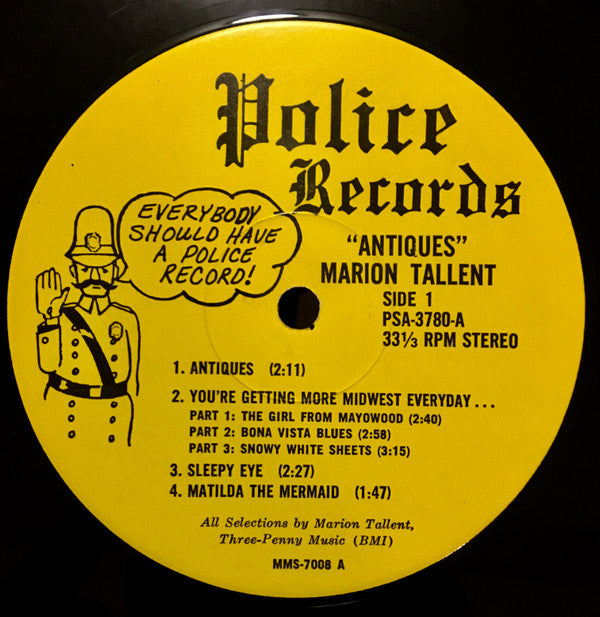 Police
Records
EVERYBODY
SHOULD HAVE
A POLICE
RECORD!
"ANTIQUES"
MARION TALLENT
SIDE 1
PSA-3780-A
33⅓ RPM STEREO
1. ANTIQUES (2:11)
2. YOU'RE GETTING MORE MIDWEST EVERYDAY...
PART 1: THE GIRL FROM MAYOWOOD (2:40)
PART 2: BONA VISTA BLUES (2:58)
PART 3: SNOWY WHITE SHEETS (3:15)
3. SLEEPY EYE (2:27)
4. MATILDA THE MERMAID (1:47)
All Selections by Marion Tallent,
Three-Penny Music (BMI)
MMS-7008 A